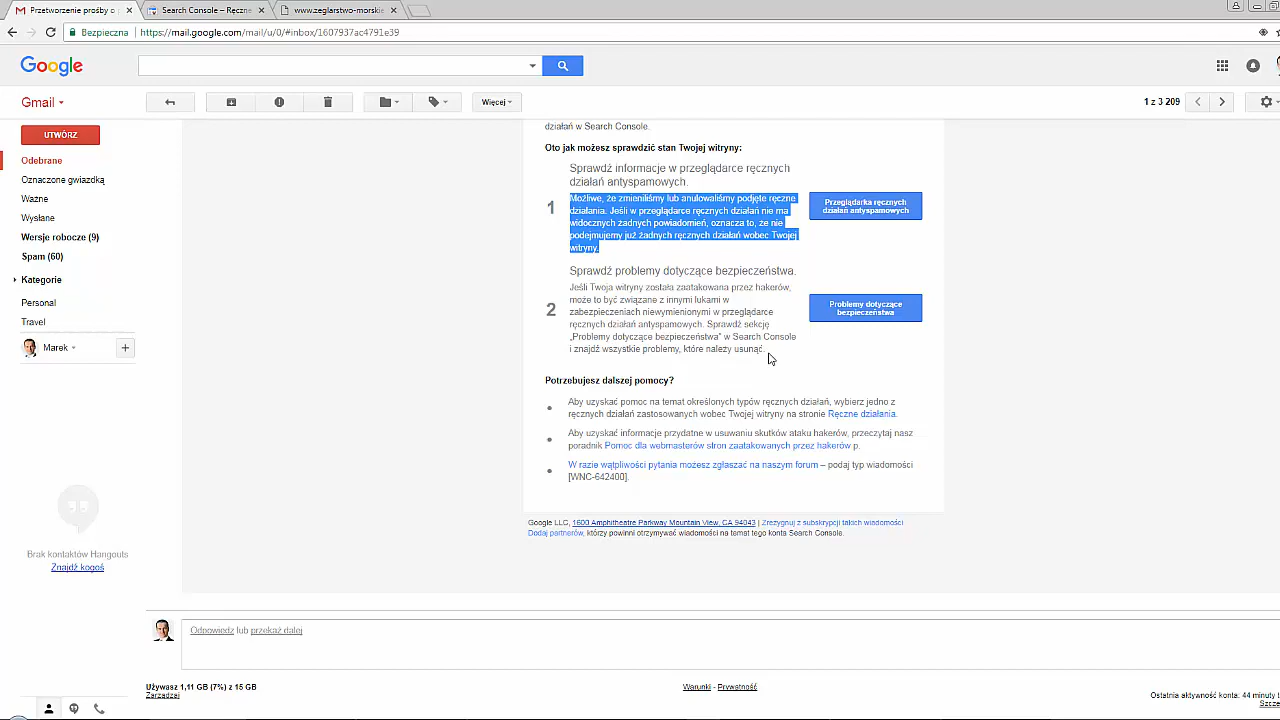 Przetworzenie prośby o p
Search Console – Ręczne
www.zeglarstwo-morskie
Bezpieczna
https://mail.google.com/mail/u/0/#inbox/1607937ac4791e39
Google
Gmail
Więcej
1 z 3 209
UTWÓRZ
Odebrane
Oznaczone gwiazdką
Ważne
Wysłane
Wersje robocze (9)
Spam (60)
Kategorie
Personal
Travel
Marek
Brak kontaktów Hangouts
Znajdź kogoś
działań w Search Console.
Oto jak możesz sprawdzić stan Twojej witryny:
1
Sprawdź informacje w przeglądarce ręcznych
działań antyspamowych.
Możliwe, że zmieniliśmy lub anulowaliśmy podjęte ręczne
działania. Jeśli w przeglądarce ręcznych działań nie ma
widocznych żadnych powiadomień, oznacza to, że nie
podejmujemy już żadnych ręcznych działań wobec Twojej
witryny.
Przeglądarka ręcznych
działań antyspamowych
2
Sprawdź problemy dotyczące bezpieczeństwa.
Jeśli Twoja witryny została zaatakowana przez hakerów,
może to być związane z innymi lukami w
zabezpieczeniach niewymienionymi w przeglądarce
ręcznych działań antyspamowych. Sprawdź sekcję
„Problemy dotyczące bezpieczeństwa” w Search Console
i znajdź wszystkie problemy, które należy usunąć.
Problemy dotyczące
bezpieczeństwa
Potrzebujesz dalszej pomocy?
Aby uzyskać pomoc na temat określonych typów ręcznych działań, wybierz jedno z
ręcznych działań zastosowanych wobec Twojej witryny na stronie Ręczne działania.
Aby uzyskać informacje przydatne w usuwaniu skutków ataku hakerów, przeczytaj nasz
poradnik Pomoc dla webmasterów stron zaatakowanych przez hakerów p.
W razie wątpliwości pytania możesz zgłaszać na naszym forum – podaj typ wiadomości
[WNC-642400].
Google LLC, 1600 Amphitheatre Parkway Mountain View, CA 94043 | Zrezygnuj z subskrypcji takich wiadomości
Dodaj partnerów, którzy powinni otrzymywać wiadomości na temat tego konta Search Console.
Odpowiedz lub przekaż dalej
Używasz 1,11 GB (7%) z 15 GB
Zarządzaj
Warunki - Prywatność
Ostatnia aktywność konta: 44 minuty t
Szcze